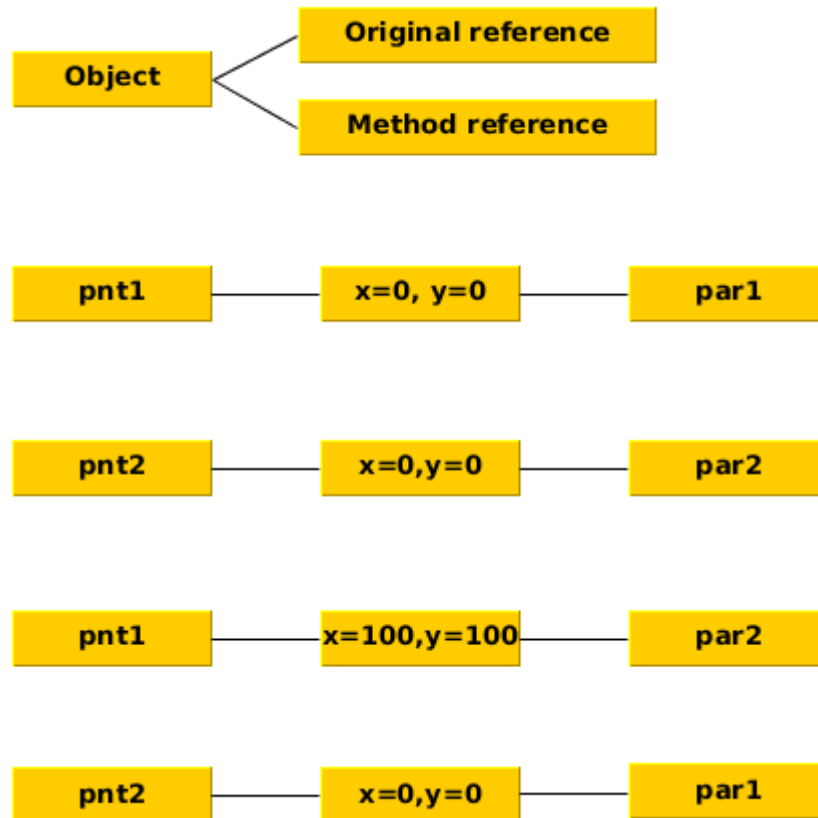 Original reference
Object
Method reference
pnt1 x=0, y=0 par1
pnt2 x=0,y=0 par2
pnt1 x=100,y=100 par2
pnt2 x=0,y=0 par1